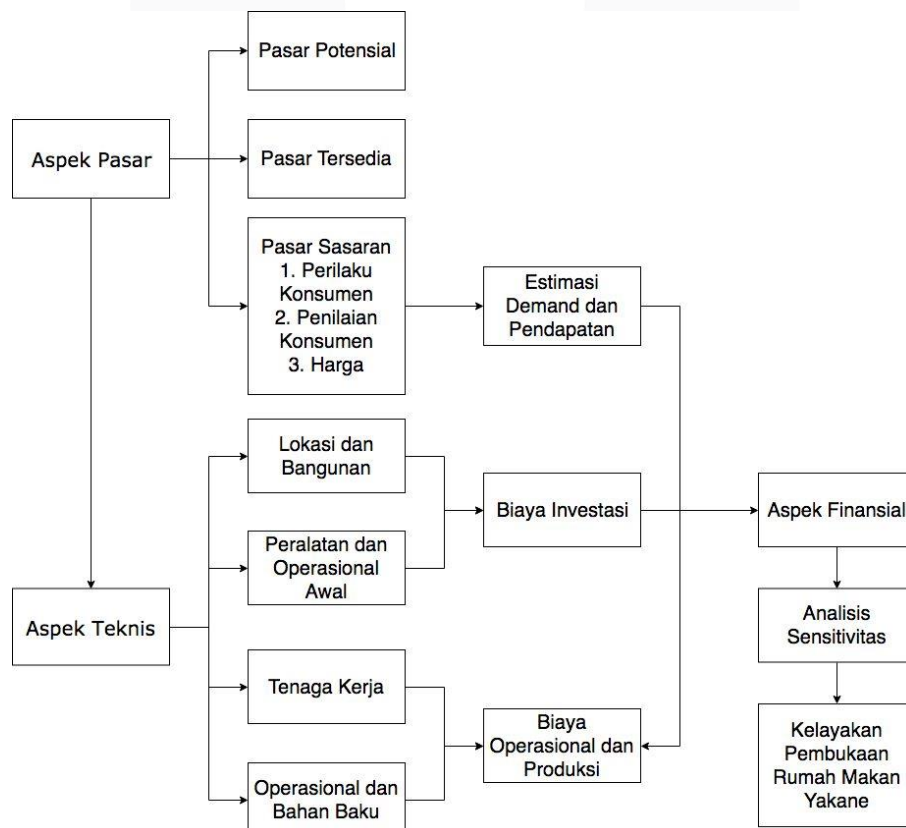 Pasar Potensial
Aspek Pasar
Pasar Tersedia
Pasar Sasaran
1. Perilaku
Konsumen
2. Penilaian
Konsumen
3. Harga
Estimasi
Demand dan
Pendapatan
Lokasi dan
Bangunan
Biaya Investasi
Aspek Finansial
Peralatan dan
Operasional
Awal
Aspek Teknis
Analisis
Sensitivitas
Tenaga Kerja
Biaya
Operasional dan
Produksi
Kelayakan
Pembukaan
Rumah Makan
Yakane
Operasional dan
Bahan Baku